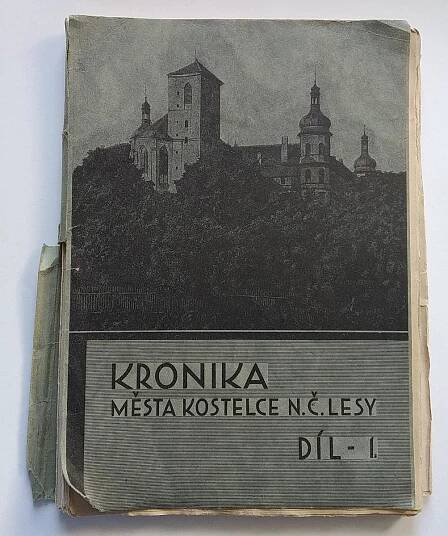 KRONIKA
MĚSTA KOSTELCE N.Č.LESY
DÍL - I.